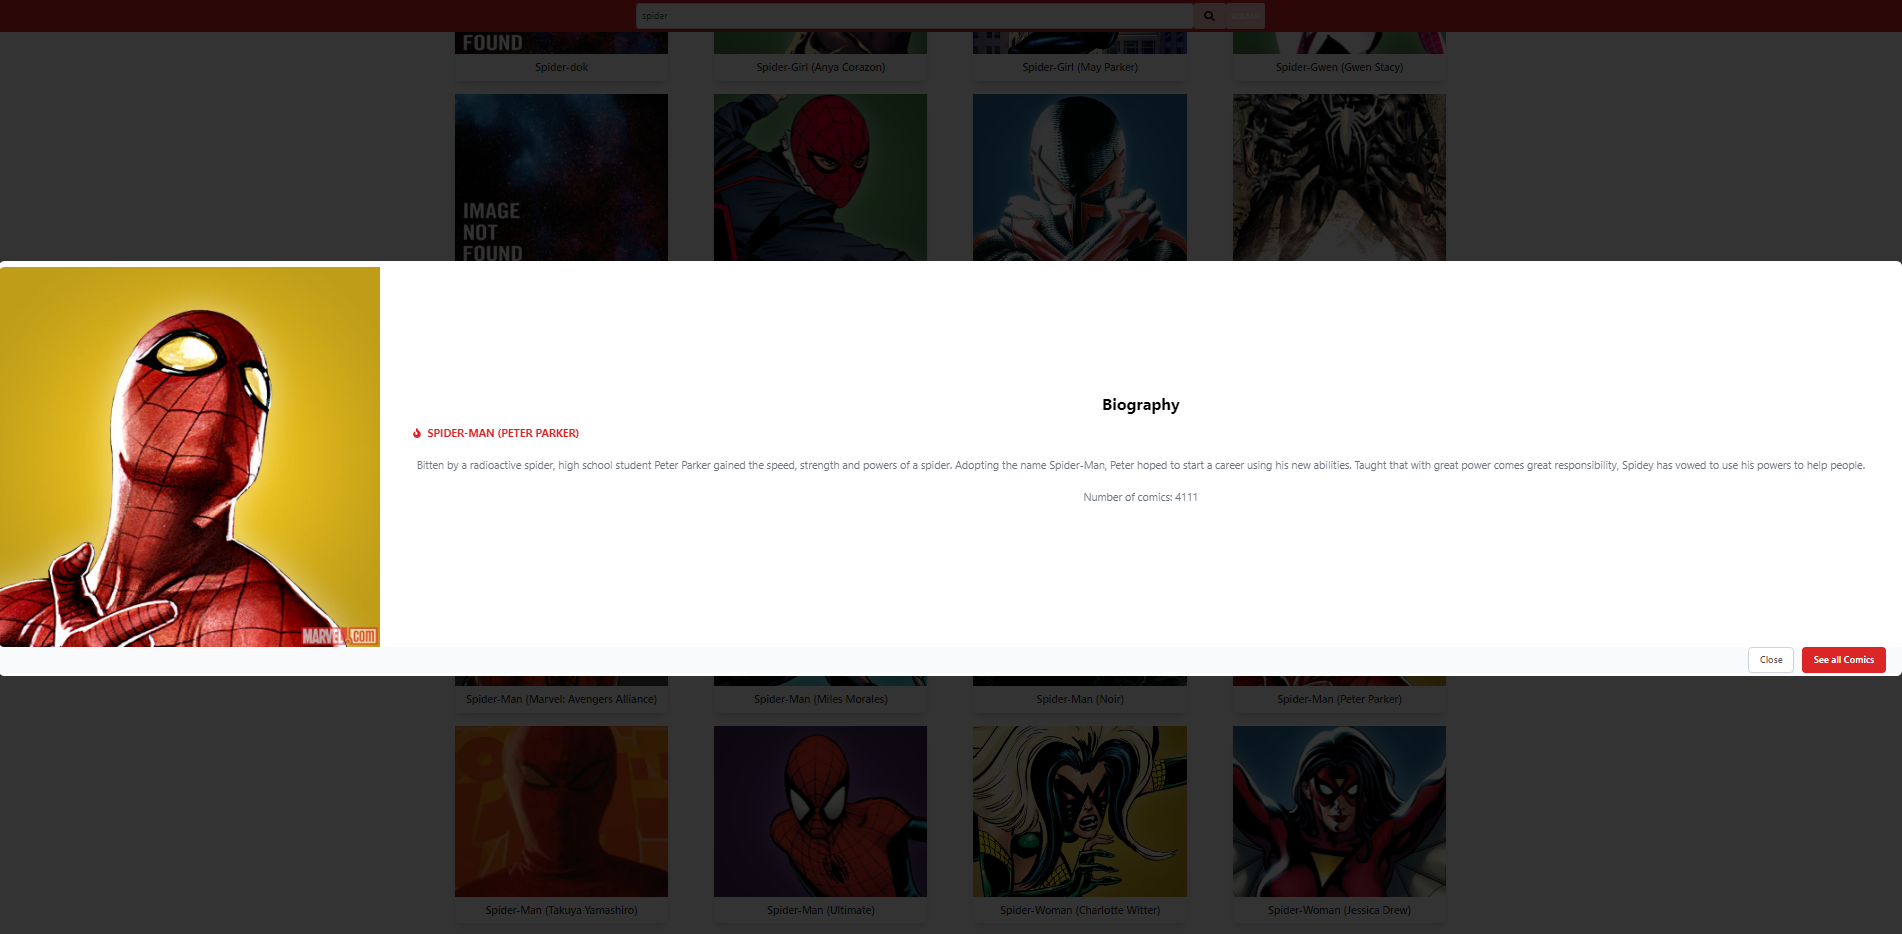 spider
FOUND
Spider-dok
Spider-Girl (Anya Corazon)
Spider-Girl (May Parker)
Spider-Gwen (Gwen Stacy)
IMAGE
NOT
FOUND
Biography
SPIDER-MAN (PETER PARKER)
Bitten by a radioactive spider, high school student Peter Parker gained the speed, strength and powers of a spider. Adopting the name Spider-Man, Peter hoped to start a career using his new abilities. Taught that with great power comes great responsibility, Spidey has vowed to use his powers to help people.
Number of comics: 4111
MARVEL.COM
Close
See all Comics
Spider-Man (Marvel: Avengers Alliance)
Spider-Man (Miles Morales)
Spider-Man (Noir)
Spider-Man (Peter Parker)
Spider-Man (Takuya Yamashiro)
Spider-Man (Ultimate)
Spider-Woman (Charlotte Witter)
Spider-Woman (Jessica Drew)